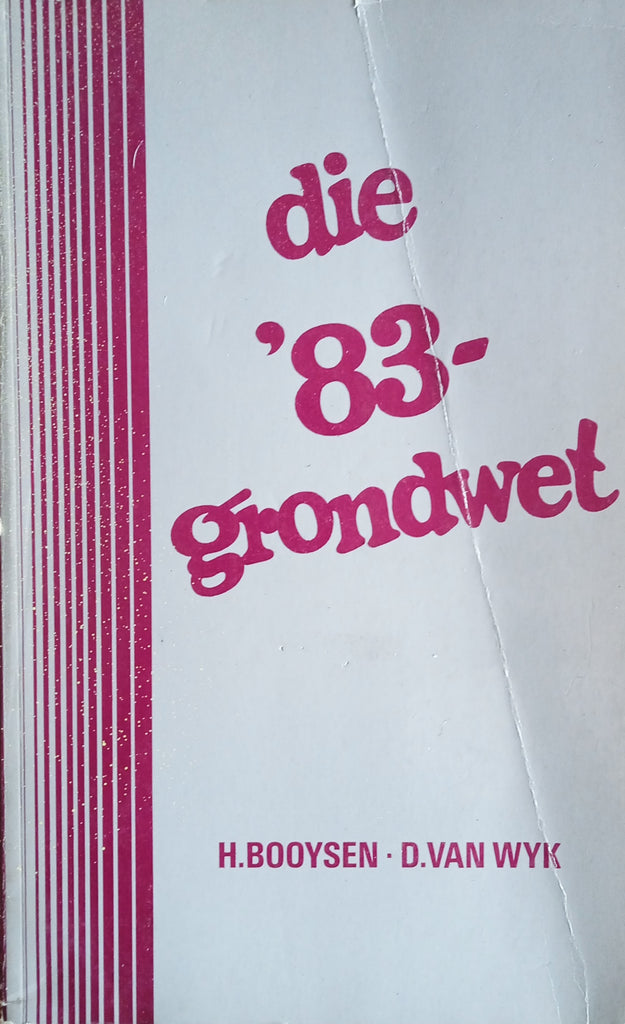 die
’83-
grondwet
H.BOOYSEN · D.VAN WYK